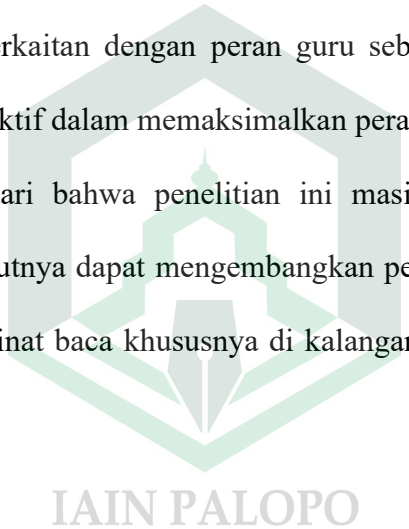 erkaitan dengan peran guru seb
ktif dalam memaksimalkan pera
ari bahwa penelitian ini masi
utnya dapat mengembangkan pe
inat baca khususnya di kalangan
IAIN PALOPO